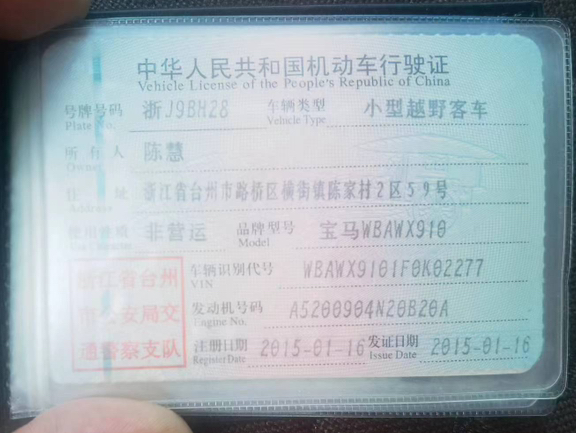 中华人民共和国机动车行驶证
Vehicle License of the People's Republic of China
号牌号码 浙J9BH28 车辆类型 小型越野客车
Plate No. Vehicle Type
所有人 陈慧
Owner
住址 浙江省台州市路桥区横街镇陈家村2区59号
Address
使用性质 非营运 品牌型号 宝马WBAWX910
Model
浙江省台州 车辆识别代号 WBAWX9101F0K02277
VIN
市公安局交 发动机号码 A5200904N20B20A
Engine No.
通警察支队 注册日期 2015-01-16 发证日期 2015-01-16
Register Date Issue Date